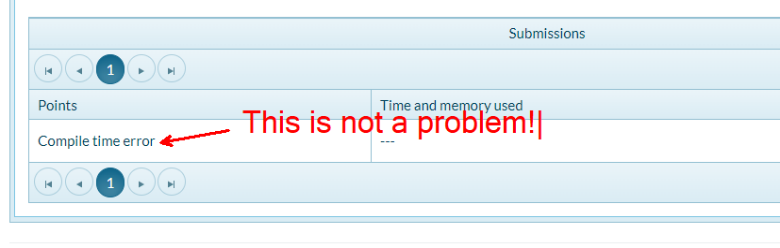 Submissions
1
Points Time and memory used
This is not a problem!|
Compile time error ---
1